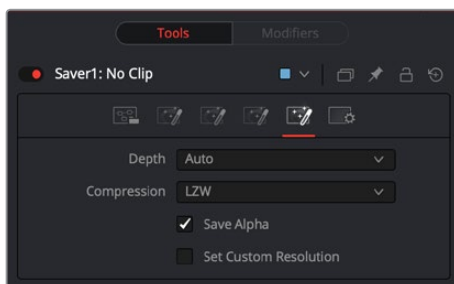 Tools Modifiers
Saver1: No Clip
Depth Auto
Compression LZW
Save Alpha
Set Custom Resolution